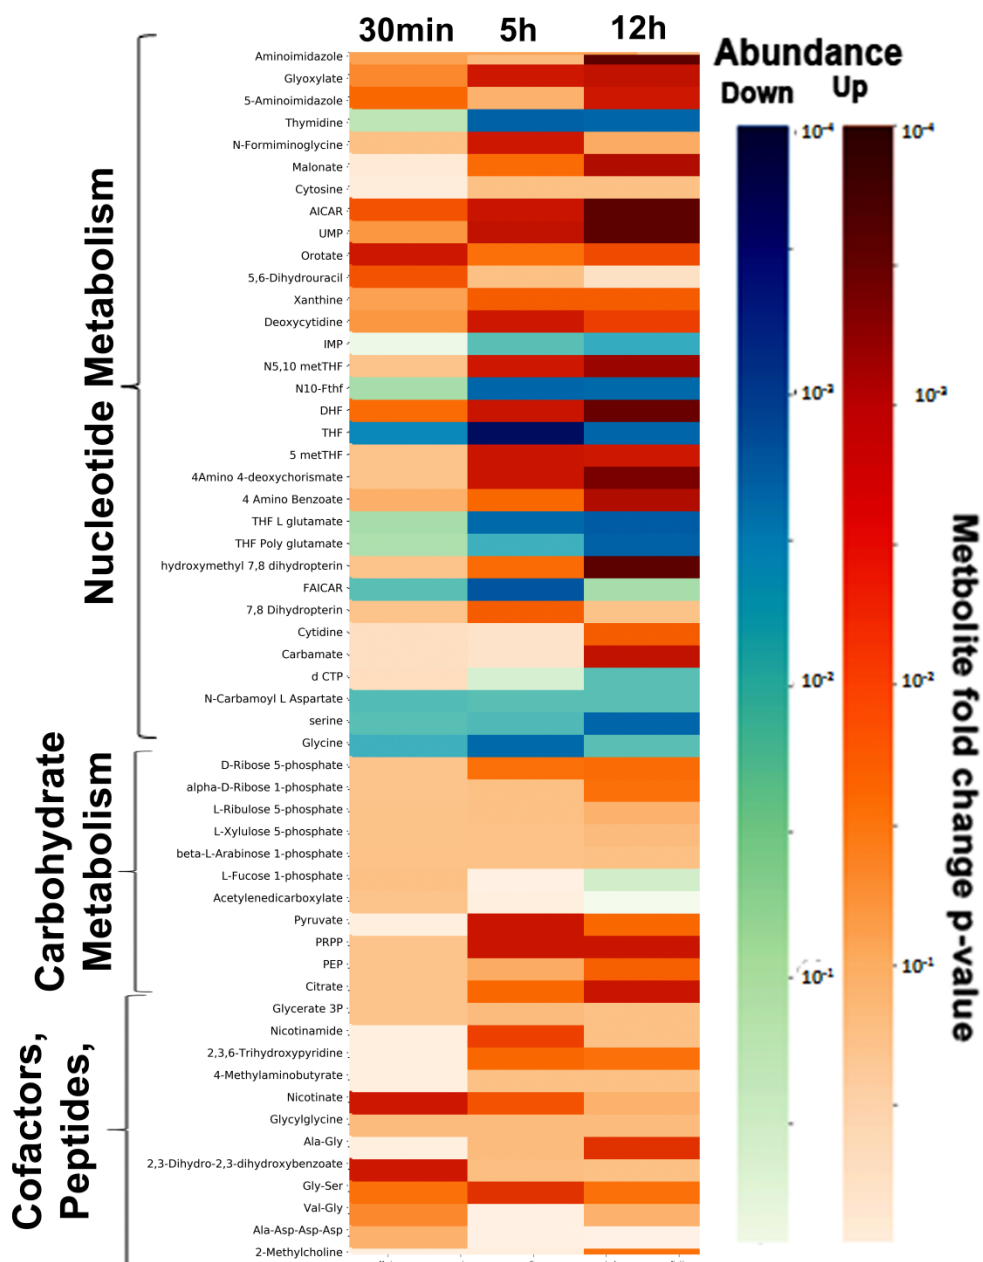 30min 5h 12h
Abundance
Down Up
Nucleotide Metabolism
Aminoimidazole
Glyoxylate
5-Aminoimidazole
Thymidine
N-Formiminoglycine
Malonate
Cytosine
AICAR
UMP
Orotate
5,6-Dihydrouracil
Xanthine
Deoxycytidine
IMP
N5,10 metTHF
N10-Fthf
DHF
THF
5 metTHF
4Amino 4-deoxychorismate
4 Amino Benzoate
THF L glutamate
THF Poly glutamate
hydroxymethyl 7,8 dihydropterin
FAICAR
7,8 Dihydropterin
Cytidine
Carbamate
d CTP
N-Carbamoyl L Aspartate
serine
Glycine
Carbohydrate
Metabolism
D-Ribose 5-phosphate
alpha-D-Ribose 1-phosphate
L-Ribulose 5-phosphate
L-Xylulose 5-phosphate
beta-L-Arabinose 1-phosphate
L-Fucose 1-phosphate
Acetylenedicarboxylate
Pyruvate
PRPP
PEP
Citrate
Glycerate 3P
Cofactors,
Peptides,
Nicotinamide
2,3,6-Trihydroxypyridine
4-Methylaminobutyrate
Nicotinate
Glycylglycine
Ala-Gly
2,3-Dihydro-2,3-dihydroxybenzoate
Gly-Ser
Val-Gly
Ala-Asp-Asp-Asp
2-Methylcholine
10⁻⁴
10⁻³
10⁻²
10⁻¹
10⁻⁴
10⁻³
10⁻²
10⁻¹
Metbolite fold change p-value